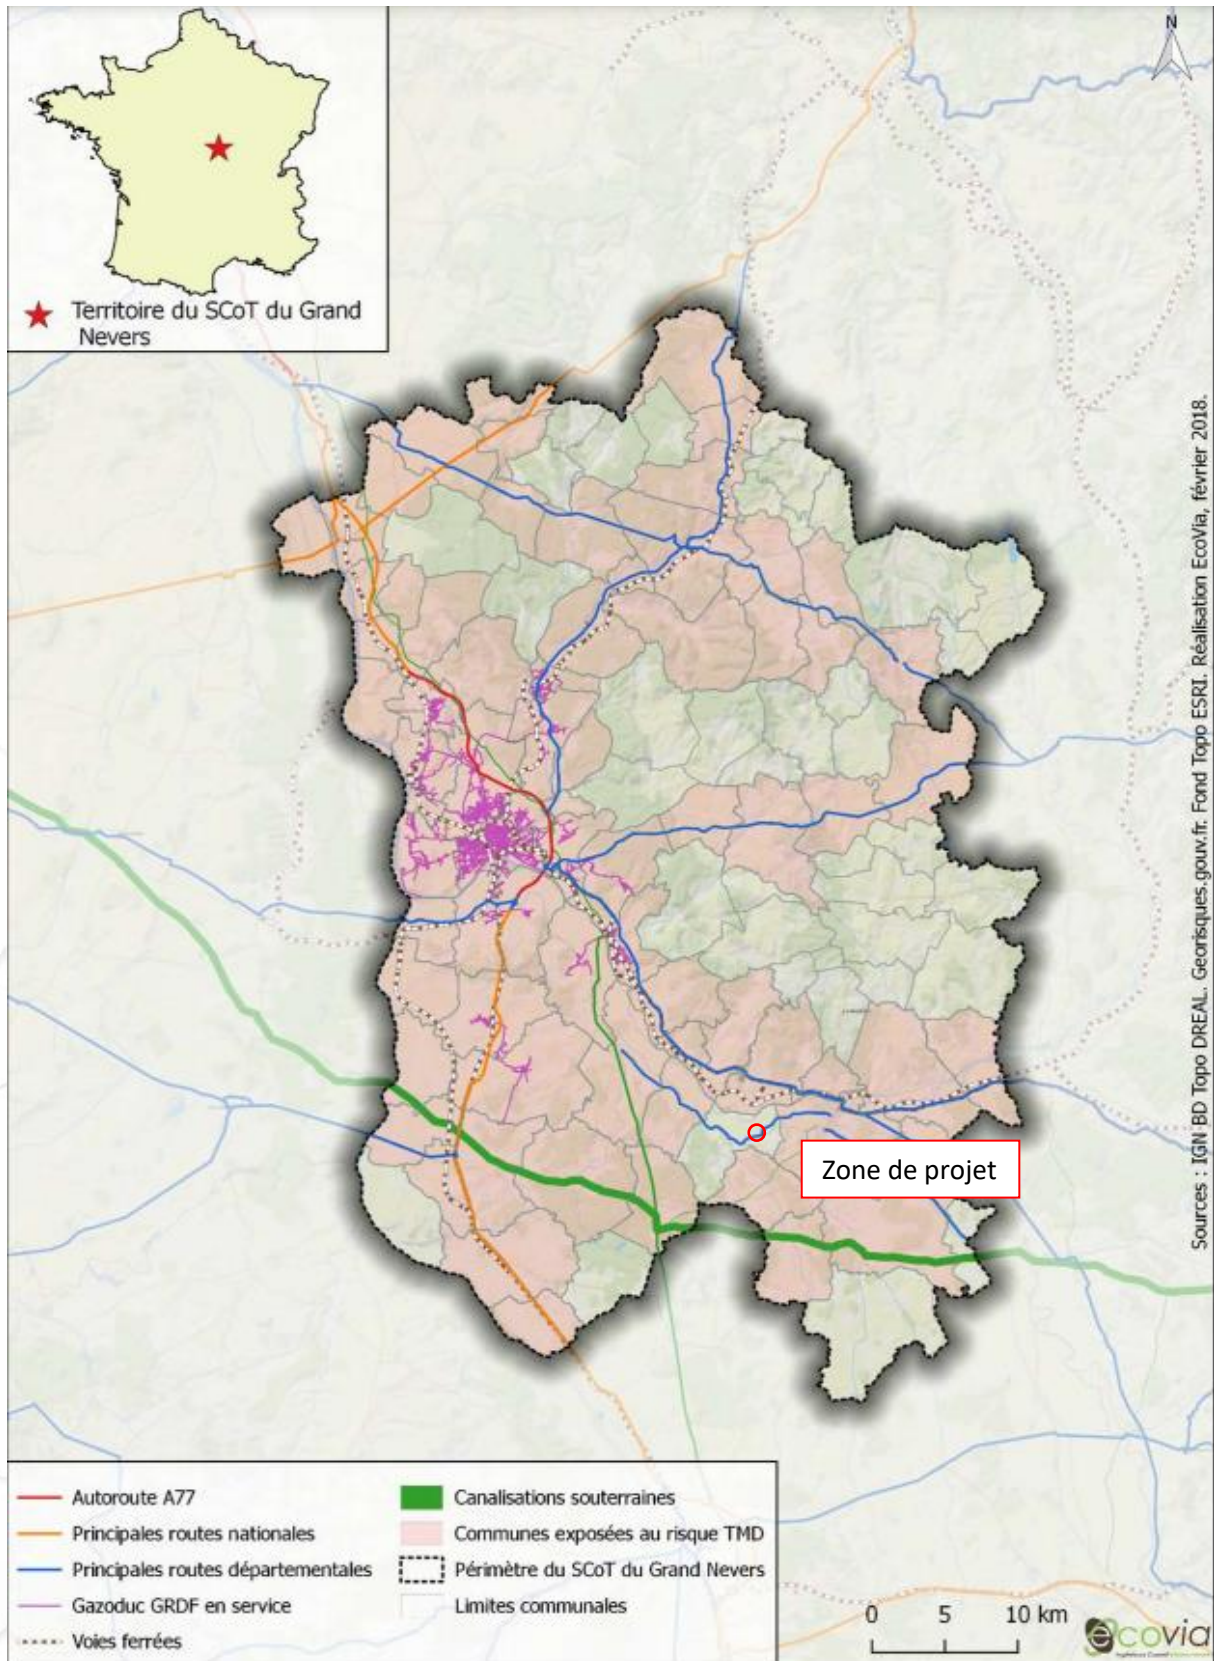 Territoire du SCoT du Grand
Nevers
N
Zone de projet
Sources : IGN BD Topo DREAL. Georisques.gouv.fr. Fond Topo ESRI. Réalisation EcoVia, février 2018.
Autoroute A77
Principales routes nationales
Principales routes départementales
Gazoduc GRDF en service
Voies ferrées
Canalisations souterraines
Communes exposées au risque TMD
Périmètre du SCoT du Grand Nevers
Limites communales
0 5 10 km
ecovia